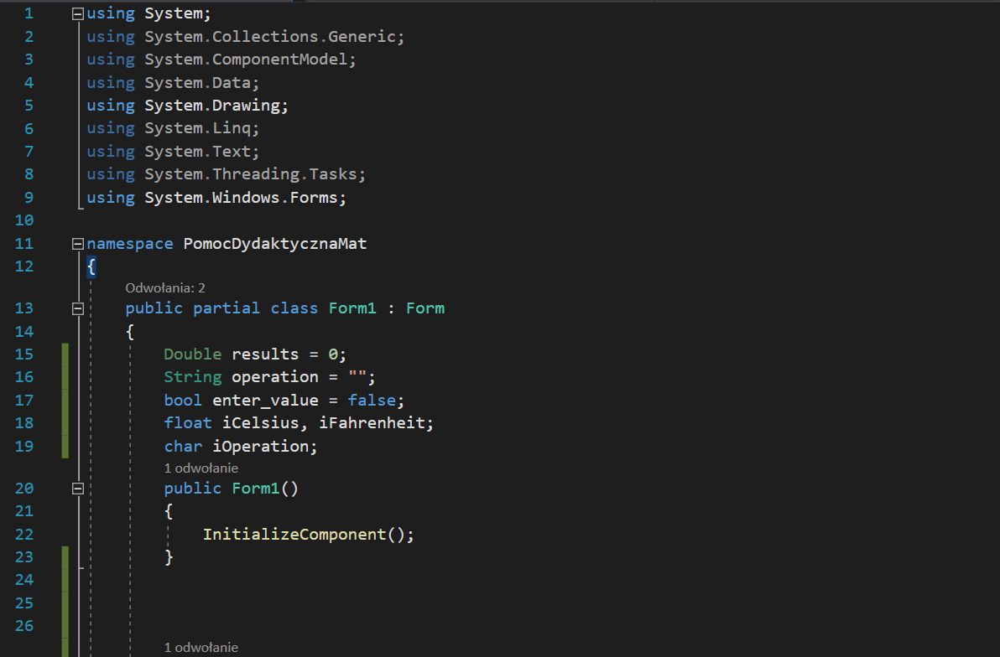 1 using System;
2 using System.Collections.Generic;
3 using System.ComponentModel;
4 using System.Data;
5 using System.Drawing;
6 using System.Linq;
7 using System.Text;
8 using System.Threading.Tasks;
9 using System.Windows.Forms;
10
11 namespace PomocDydaktycznaMat
12 {
Odwołania: 2
13 public partial class Form1 : Form
14 {
15 Double results = 0;
16 String operation = "";
17 bool enter_value = false;
18 float iCelsius, iFahrenheit;
19 char iOperation;
1 odwołanie
20 public Form1()
21 {
22 InitializeComponent();
23 }
24
25
26
1 odwołanie